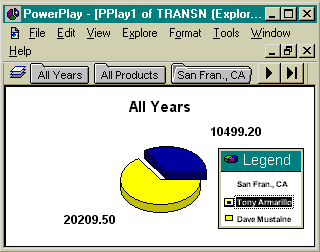 PowerPlay - [PPlay1 of TRANSN (Explor...
File Edit View Explore Format Tools Window
Help
All Years All Products San Fran., CA
All Years
10499.20
Legend
San Fran., CA
Tony Armarillo
Dave Mustaine
20209.50